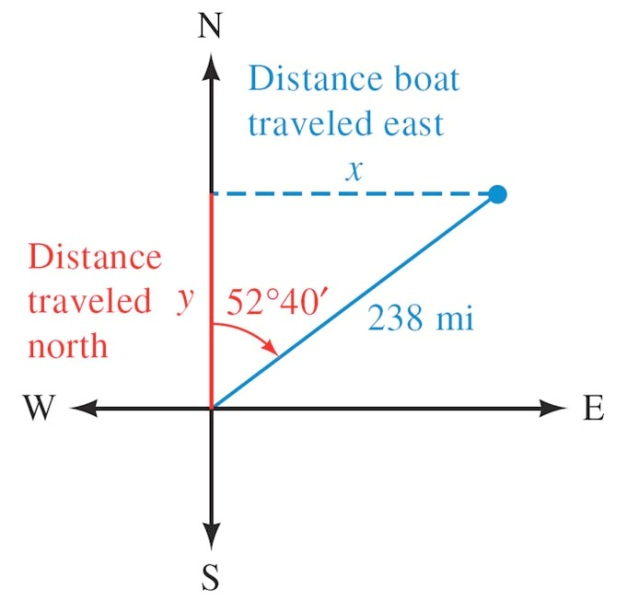 N
Distance boat
traveled east
x
Distance
traveled y 52°40′
north
238 mi
W
E
S